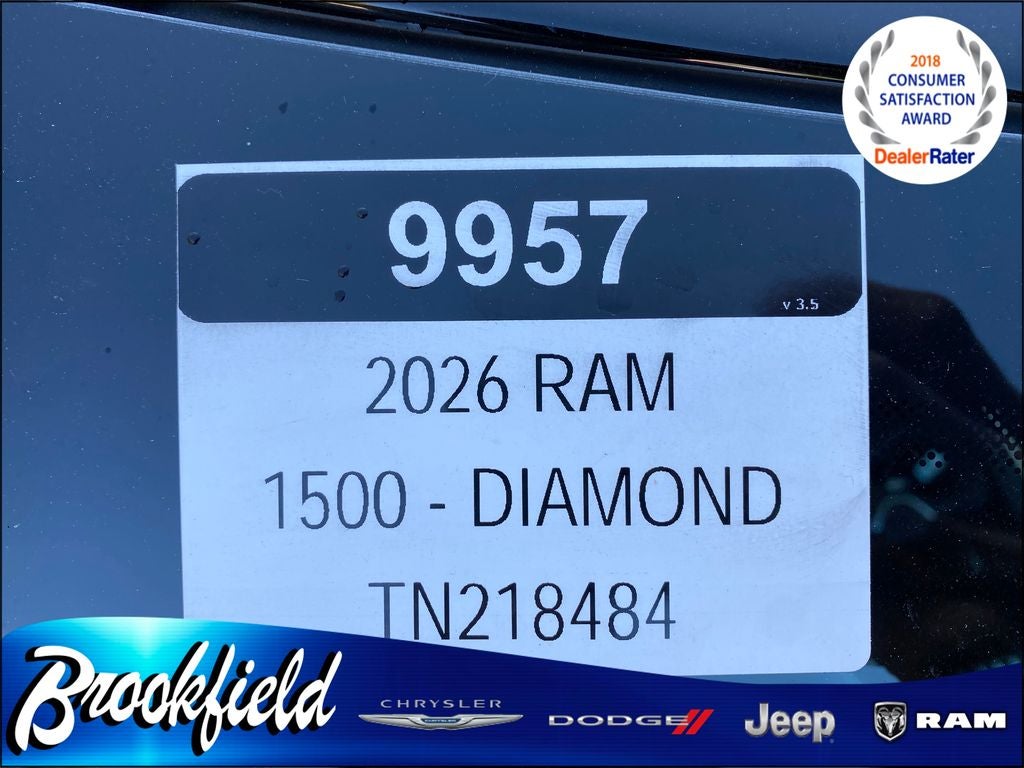 2018
CONSUMER
SATISFACTION
AWARD
DealerRater
9957
v 3.5
2026 RAM
1500 - DIAMOND
TN218484
Brookfield
CHRYSLER
DODGE
Jeep
RAM